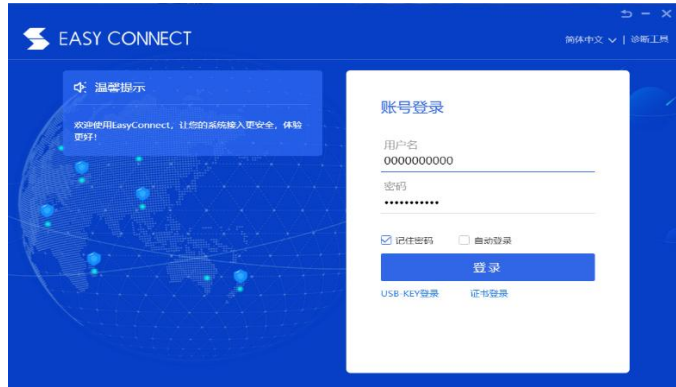 EASY CONNECT
简体中文 | 诊断工具
温馨提示
欢迎使用EasyConnect，让您的系统接入更安全，体验
更好！
账号登录
用户名
0000000000
密码
•••••••••••
记住密码 自动登录
登录
USB-KEY登录 证书登录